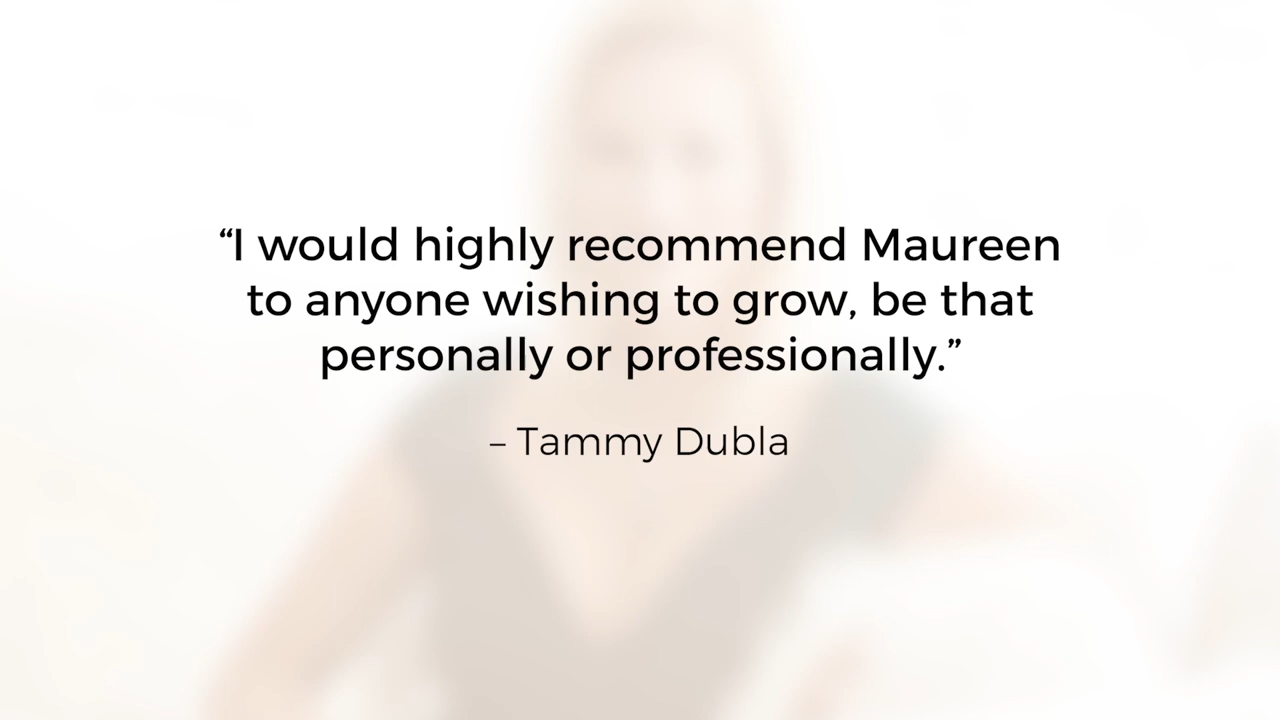 “I would highly recommend Maureen
to anyone wishing to grow, be that
personally or professionally.”
– Tammy Dubla